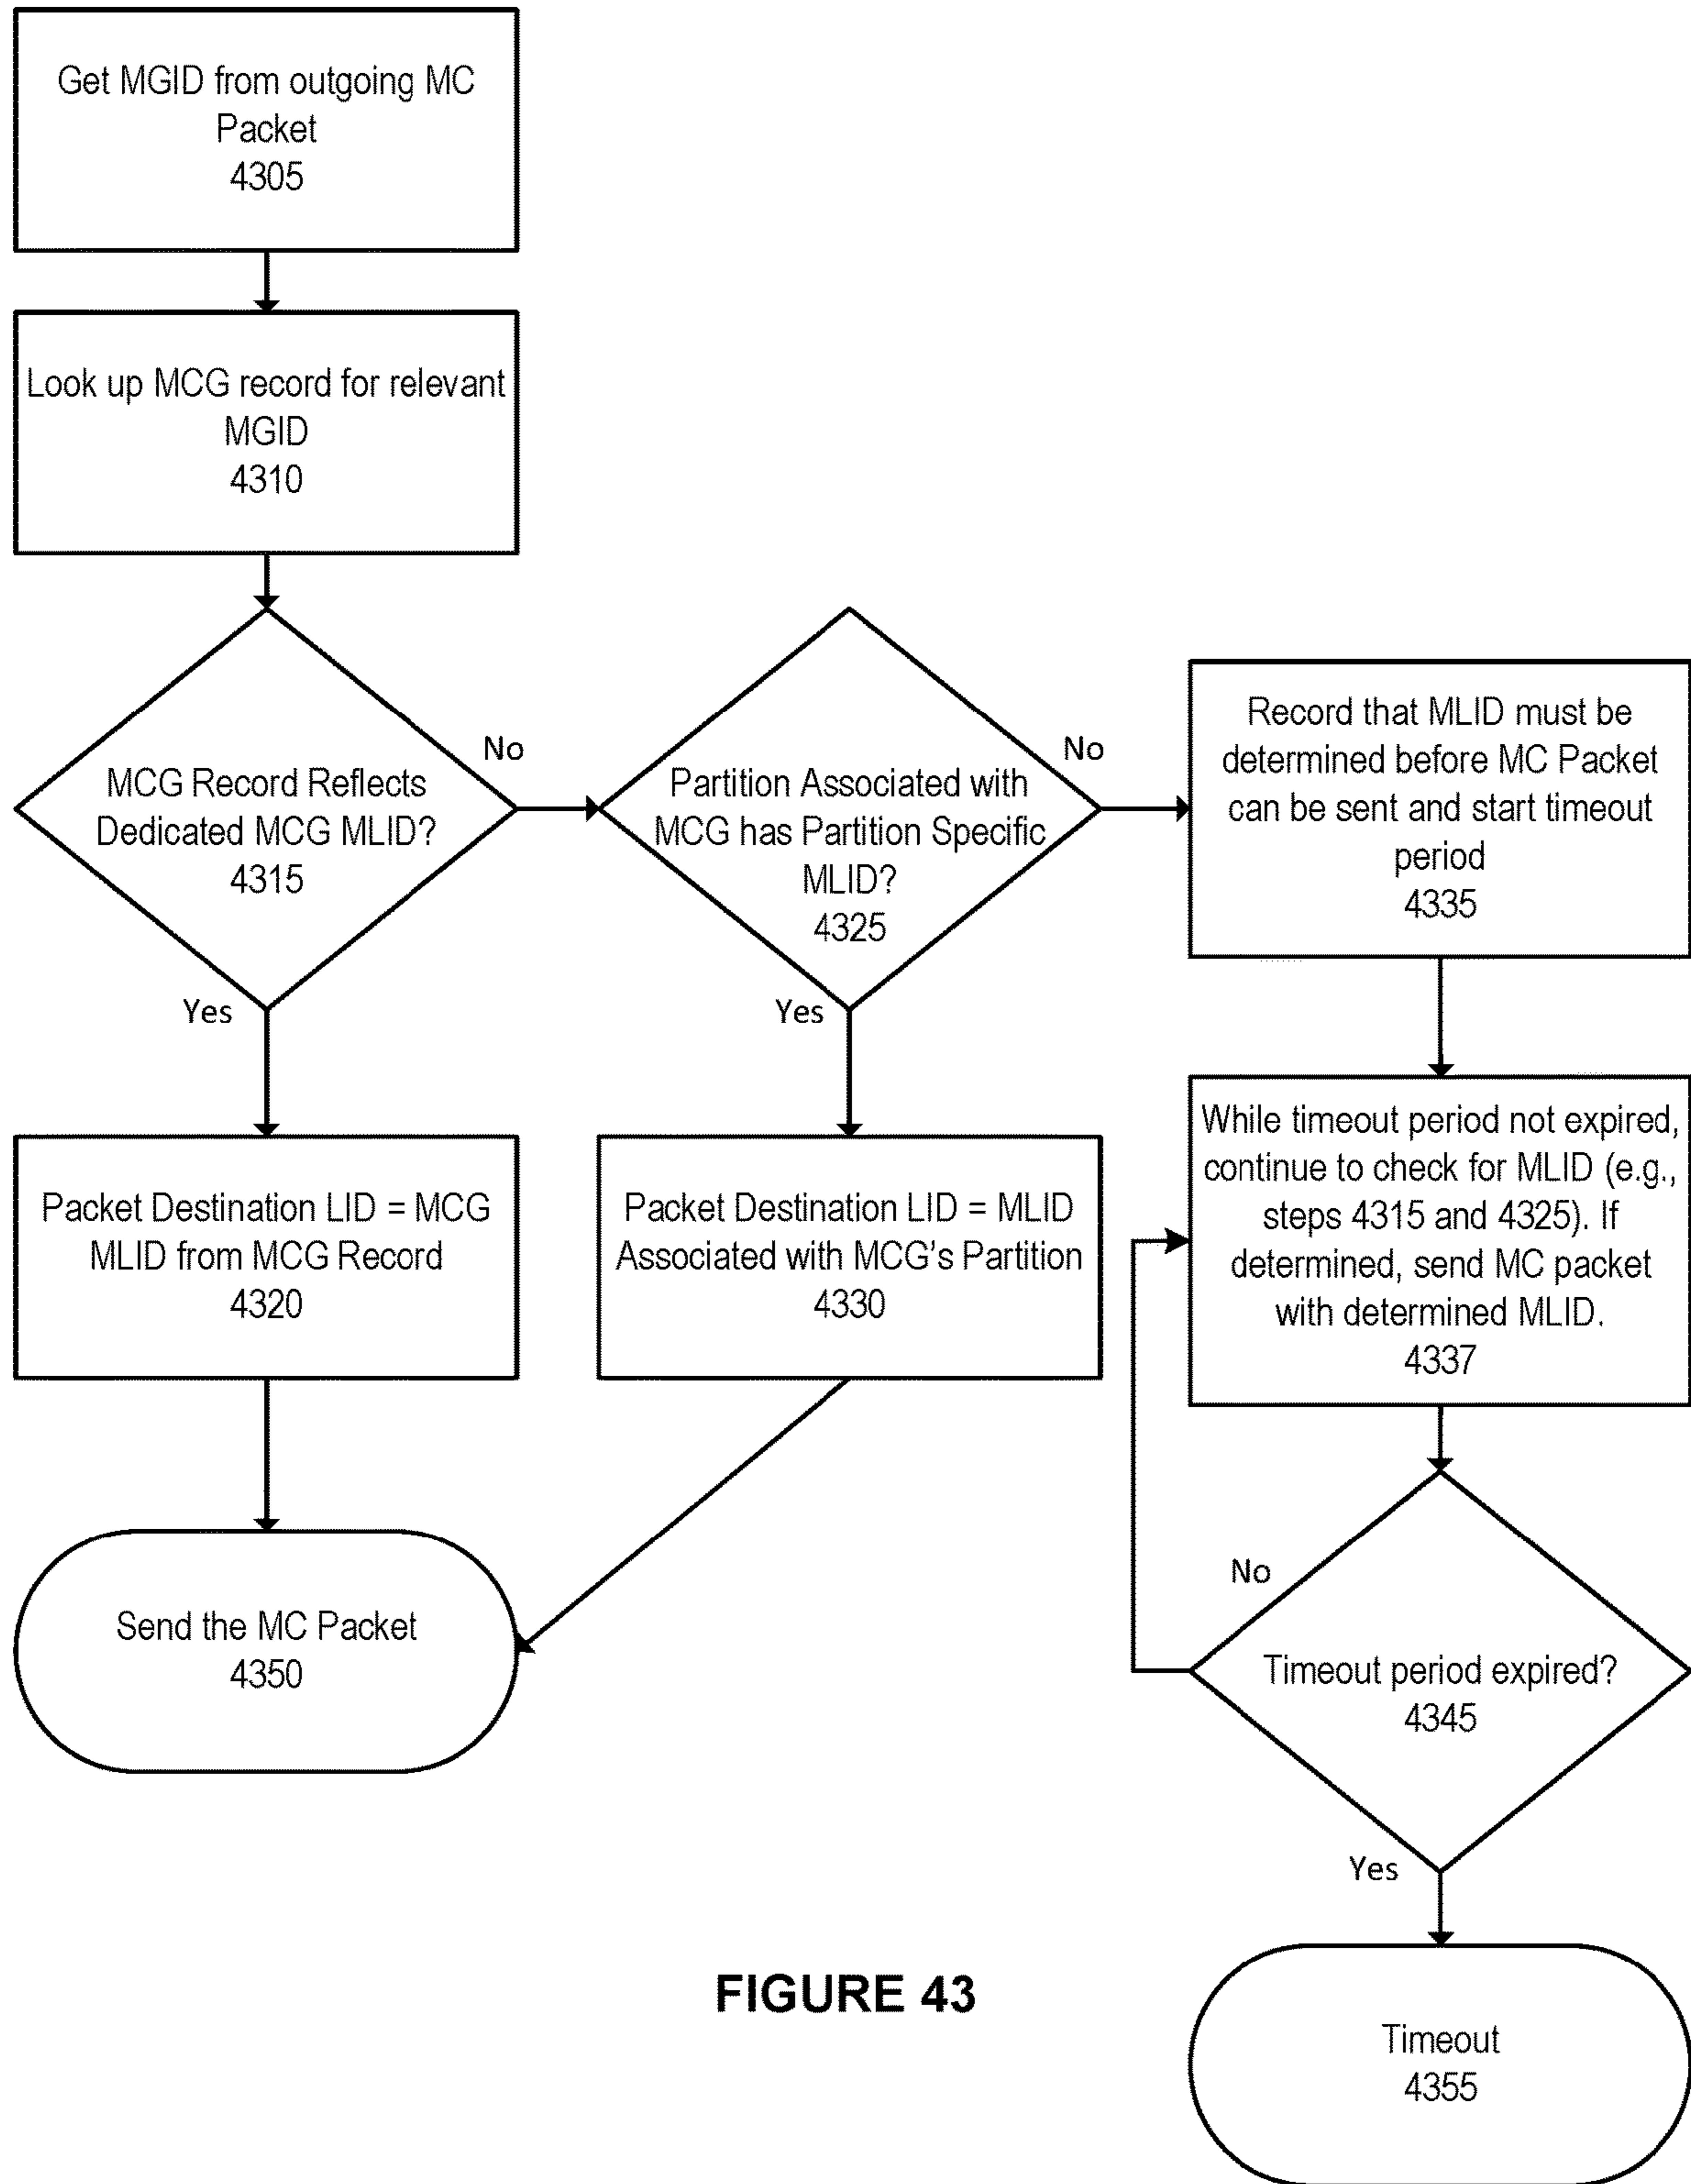 Get MGID from outgoing MC
Packet
4305
Look up MCG record for relevant
MGID
4310
MCG Record Reflects
Dedicated MCG MLID?
4315
No
Yes
Partition Associated with
MCG has Partition Specific
MLID?
4325
No
Yes
Record that MLID must be
determined before MC Packet
can be sent and start timeout
period
4335
Packet Destination LID = MCG
MLID from MCG Record
4320
Packet Destination LID = MLID
Associated with MCG's Partition
4330
While timeout period not expired,
continue to check for MLID (e.g.,
steps 4315 and 4325). If
determined, send MC packet
with determined MLID.
4337
Send the MC Packet
4350
No
Timeout period expired?
4345
Yes
Timeout
4355
FIGURE 43